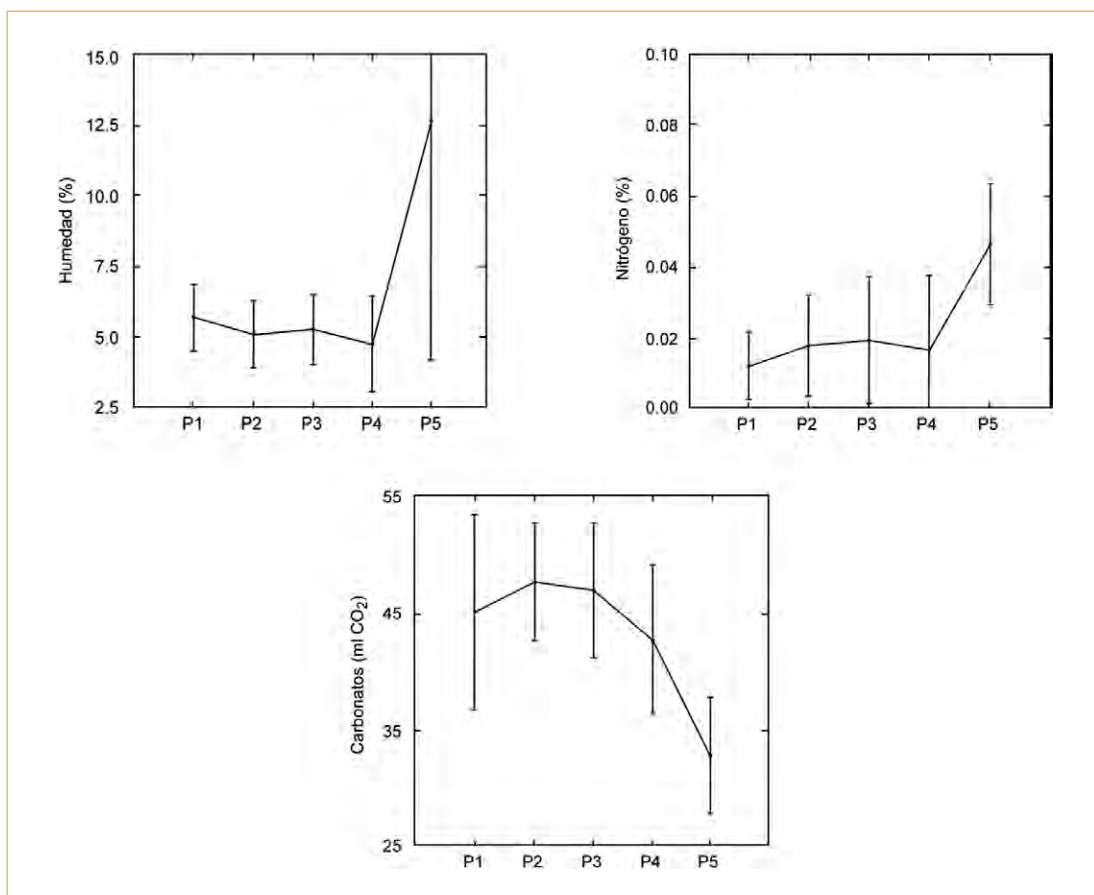 Humedad (%)
15.0
12.5
10.0
7.5
5.0
2.5
P1 P2 P3 P4 P5
Nitrógeno (%)
0.10
0.08
0.06
0.04
0.02
0.00
P1 P2 P3 P4 P5
Carbonatos (ml CO₂)
55
45
35
25
P1 P2 P3 P4 P5